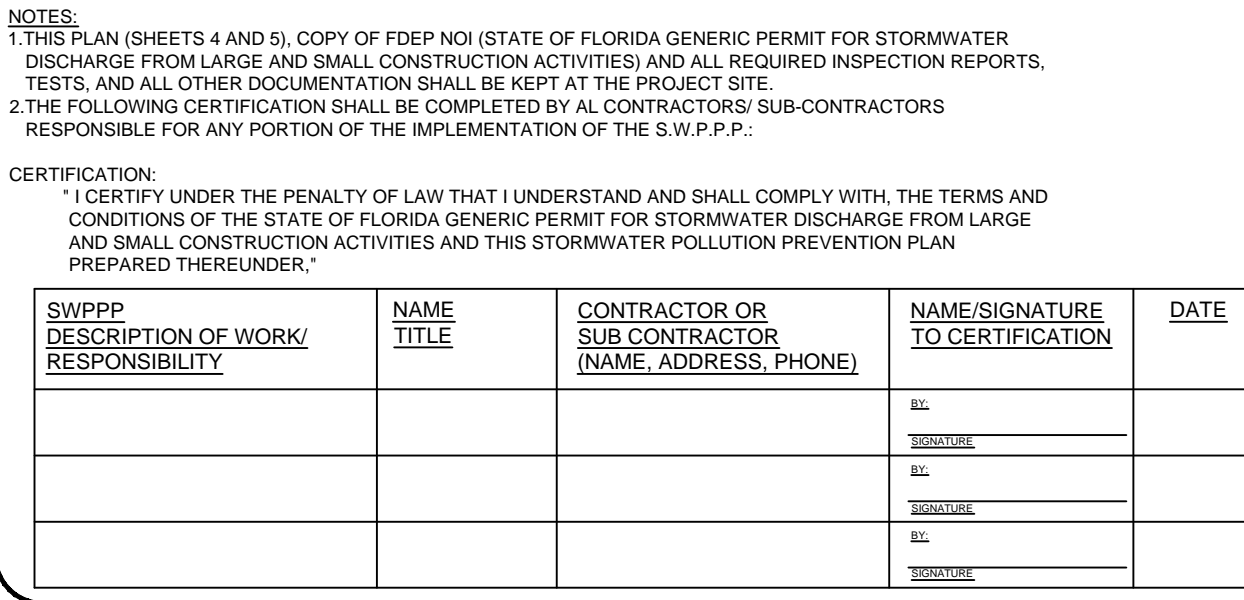 NOTES:
1.THIS PLAN (SHEETS 4 AND 5), COPY OF FDEP NOI (STATE OF FLORIDA GENERIC PERMIT FOR STORMWATER
DISCHARGE FROM LARGE AND SMALL CONSTRUCTION ACTIVITIES) AND ALL REQUIRED INSPECTION REPORTS,
TESTS, AND ALL OTHER DOCUMENTATION SHALL BE KEPT AT THE PROJECT SITE.
2.THE FOLLOWING CERTIFICATION SHALL BE COMPLETED BY AL CONTRACTORS/ SUB-CONTRACTORS
RESPONSIBLE FOR ANY PORTION OF THE IMPLEMENTATION OF THE S.W.P.P.P.:
CERTIFICATION:
" I CERTIFY UNDER THE PENALTY OF LAW THAT I UNDERSTAND AND SHALL COMPLY WITH, THE TERMS AND
CONDITIONS OF THE STATE OF FLORIDA GENERIC PERMIT FOR STORMWATER DISCHARGE FROM LARGE
AND SMALL CONSTRUCTION ACTIVITIES AND THIS STORMWATER POLLUTION PREVENTION PLAN
PREPARED THEREUNDER,"
SWPPP
DESCRIPTION OF WORK/
RESPONSIBILITY
NAME
TITLE
CONTRACTOR OR
SUB CONTRACTOR
(NAME, ADDRESS, PHONE)
NAME/SIGNATURE
TO CERTIFICATION
DATE
BY:
SIGNATURE
BY:
SIGNATURE
BY:
SIGNATURE